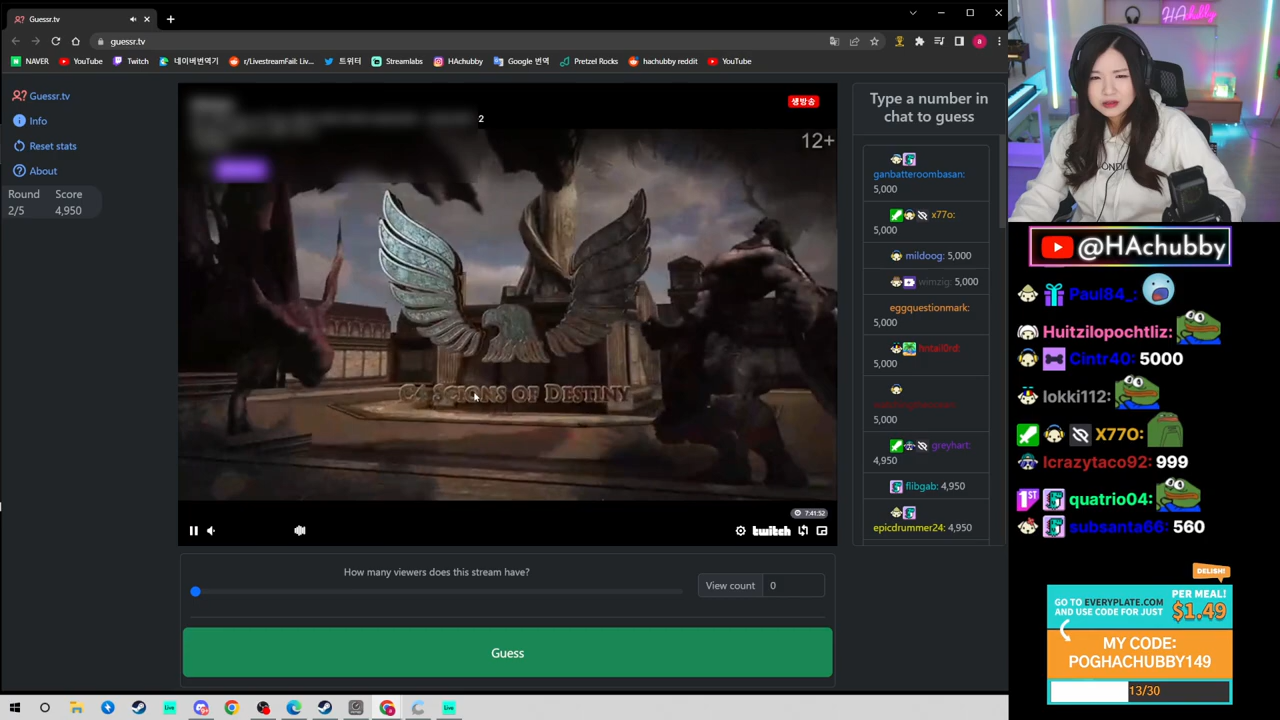 Guessr.tv
guessr.tv
NAVER
YouTube
Twitch
네이버번역기
r/LivestreamFail: Liv...
트위터
Streamlabs
HAchubby
Google 번역
Pretzel Rocks
hachubby reddit
YouTube
Guessr.tv
Info
Reset stats
About
Round Score
2/5 4,950
2
생방송
12+
C4 Scions of Destiny
7:41:52
twitch
How many viewers does this stream have?
View count 0
Guess
Type a number in
chat to guess
ganbatteroombasan:
5,000
x77o:
5,000
mildoog: 5,000
wimzig: 5,000
eggquestionmark:
5,000
hntail0rd:
5,000
5,000
greyhart:
4,950
flibgab: 4,950
epicdrummer24: 4,950
HAchubby
@HAchubby
Paul84_:
Huitzilopochtliz:
Cintr40: 5000
lokki112:
X77O:
lcrazytaco92: 999
1ST quatrio04:
subsanta66: 560
DELISH!
GO TO EVERYPLATE.COM
AND USE CODE FOR JUST
PER MEAL!
$1.49
MY CODE:
POGHACHUBBY149
13/30